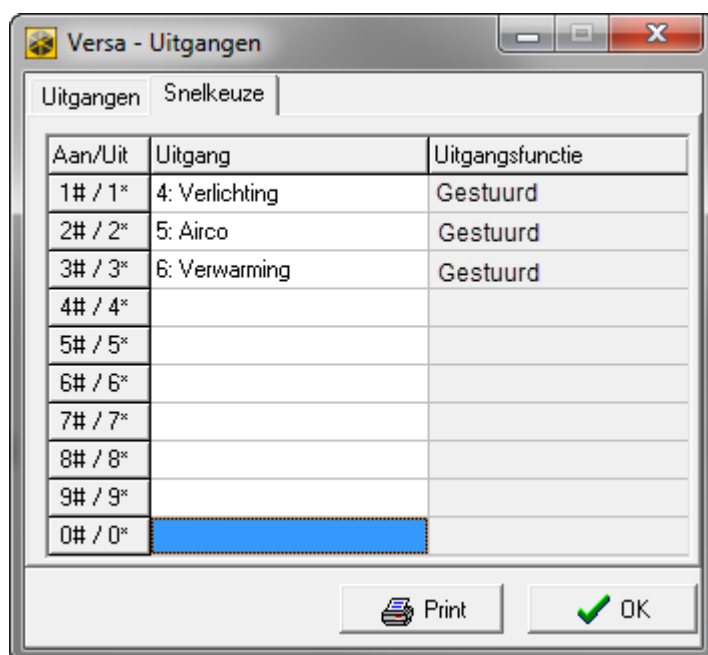 Versa - Uitgangen
Uitgangen Snelkeuze
Aan/Uit Uitgang Uitgangsfunctie
1# / 1* 4: Verlichting Gestuurd
2# / 2* 5: Airco Gestuurd
3# / 3* 6: Verwarming Gestuurd
4# / 4*
5# / 5*
6# / 6*
7# / 7*
8# / 8*
9# / 9*
0# / 0*
Print OK